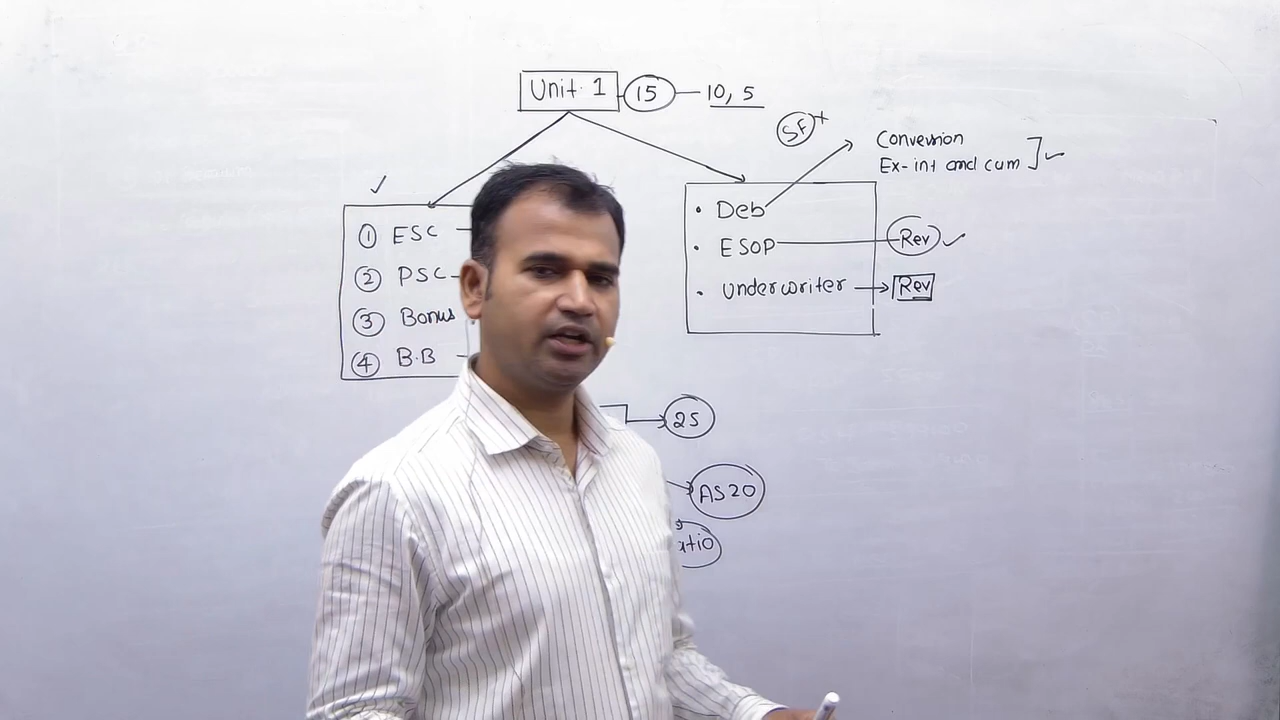 Unit 1 15 — 10, 5
SF+
Conversion
Ex-int and cum
① ESC
② PSC
③ Bonus
④ B.B
• Deb
• ESOP Rev
• Underwriter Rev
25
AS20
atio